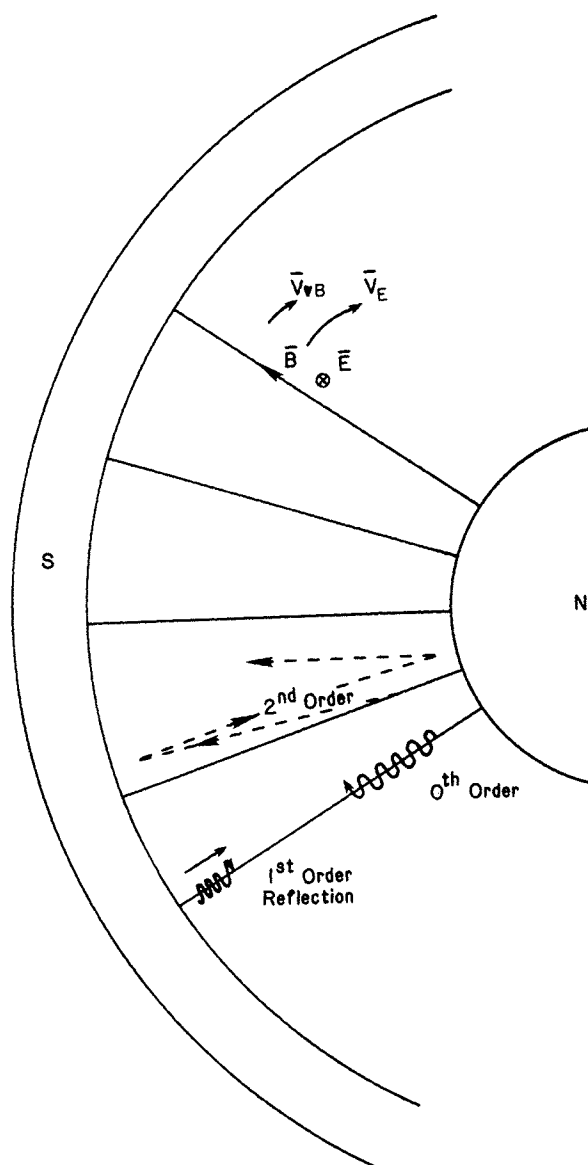 V̄▼B
V̄E
B̄
Ē
S
N
2nd Order
0th Order
1st Order
Reflection